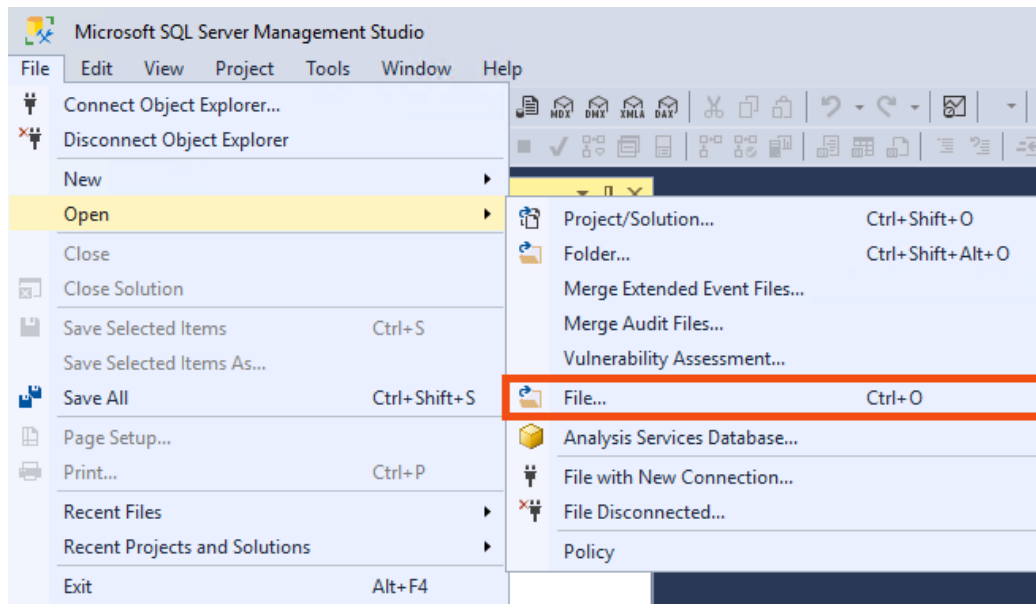 Microsoft SQL Server Management Studio
File Edit View Project Tools Window Help
MDX DMX XMLA DAX
Connect Object Explorer...
Disconnect Object Explorer
New
Open
Close
Close Solution
Save Selected Items Ctrl+S
Save Selected Items As...
Save All Ctrl+Shift+S
Page Setup...
Print... Ctrl+P
Recent Files
Recent Projects and Solutions
Exit Alt+F4
Project/Solution... Ctrl+Shift+O
Folder... Ctrl+Shift+Alt+O
Merge Extended Event Files...
Merge Audit Files...
Vulnerability Assessment...
File... Ctrl+O
Analysis Services Database...
File with New Connection...
File Disconnected...
Policy